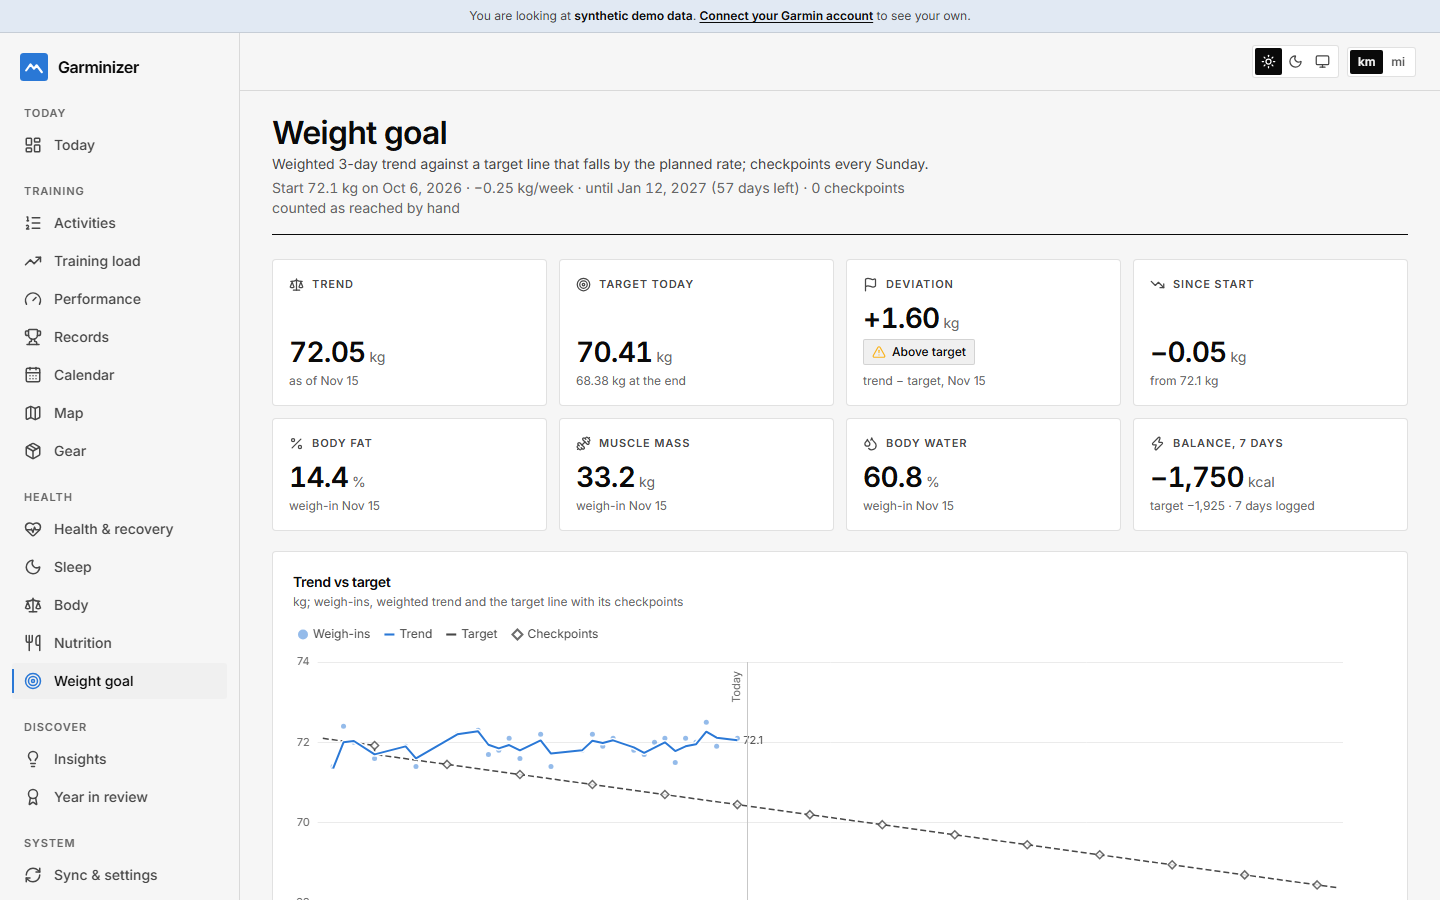 You are looking at synthetic demo data. Connect your Garmin account to see your own.
Garminizer
km mi
TODAY
Today
TRAINING
Activities
Training load
Performance
Records
Calendar
Map
Gear
HEALTH
Health & recovery
Sleep
Body
Nutrition
Weight goal
DISCOVER
Insights
Year in review
SYSTEM
Sync & settings
Weight goal
Weighted 3-day trend against a target line that falls by the planned rate; checkpoints every Sunday.
Start 72.1 kg on Oct 6, 2026 · −0.25 kg/week · until Jan 12, 2027 (57 days left) · 0 checkpoints
counted as reached by hand
TREND
72.05 kg
as of Nov 15
TARGET TODAY
70.41 kg
68.38 kg at the end
DEVIATION
+1.60 kg
Above target
trend − target, Nov 15
SINCE START
−0.05 kg
from 72.1 kg
BODY FAT
14.4 %
weigh-in Nov 15
MUSCLE MASS
33.2 kg
weigh-in Nov 15
BODY WATER
60.8 %
weigh-in Nov 15
BALANCE, 7 DAYS
−1,750 kcal
target −1,925 · 7 days logged
Trend vs target
kg; weigh-ins, weighted trend and the target line with its checkpoints
Weigh-ins Trend Target Checkpoints
74
Today
72
72.1
70